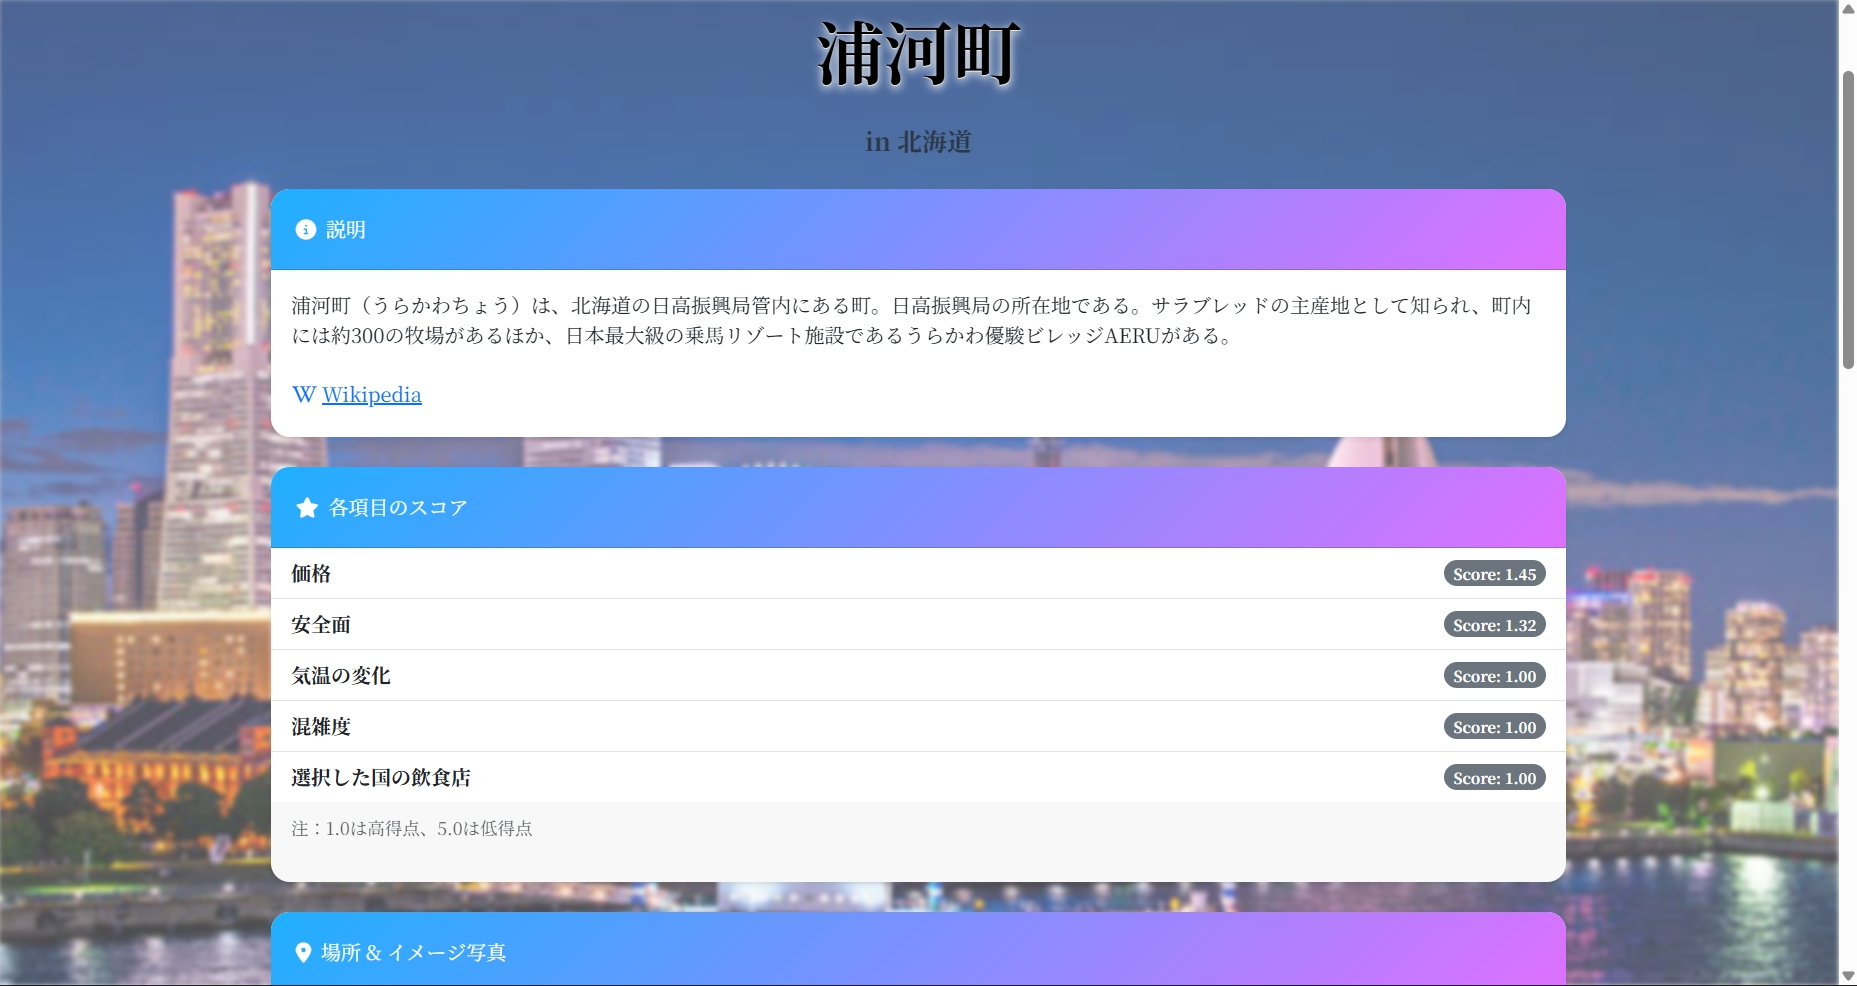 浦河町
in 北海道
説明
浦河町（うらかわちょう）は、北海道の日高振興局管内にある町。日高振興局の所在地である。サラブレッドの主産地として知られ、町内
には約300の牧場があるほか、日本最大級の乗馬リゾート施設であるうらかわ優駿ビレッジAERUがある。
W Wikipedia
各項目のスコア
価格 Score: 1.45
安全面 Score: 1.32
気温の変化 Score: 1.00
混雑度 Score: 1.00
選択した国の飲食店 Score: 1.00
注：1.0は高得点、5.0は低得点
場所 & イメージ写真